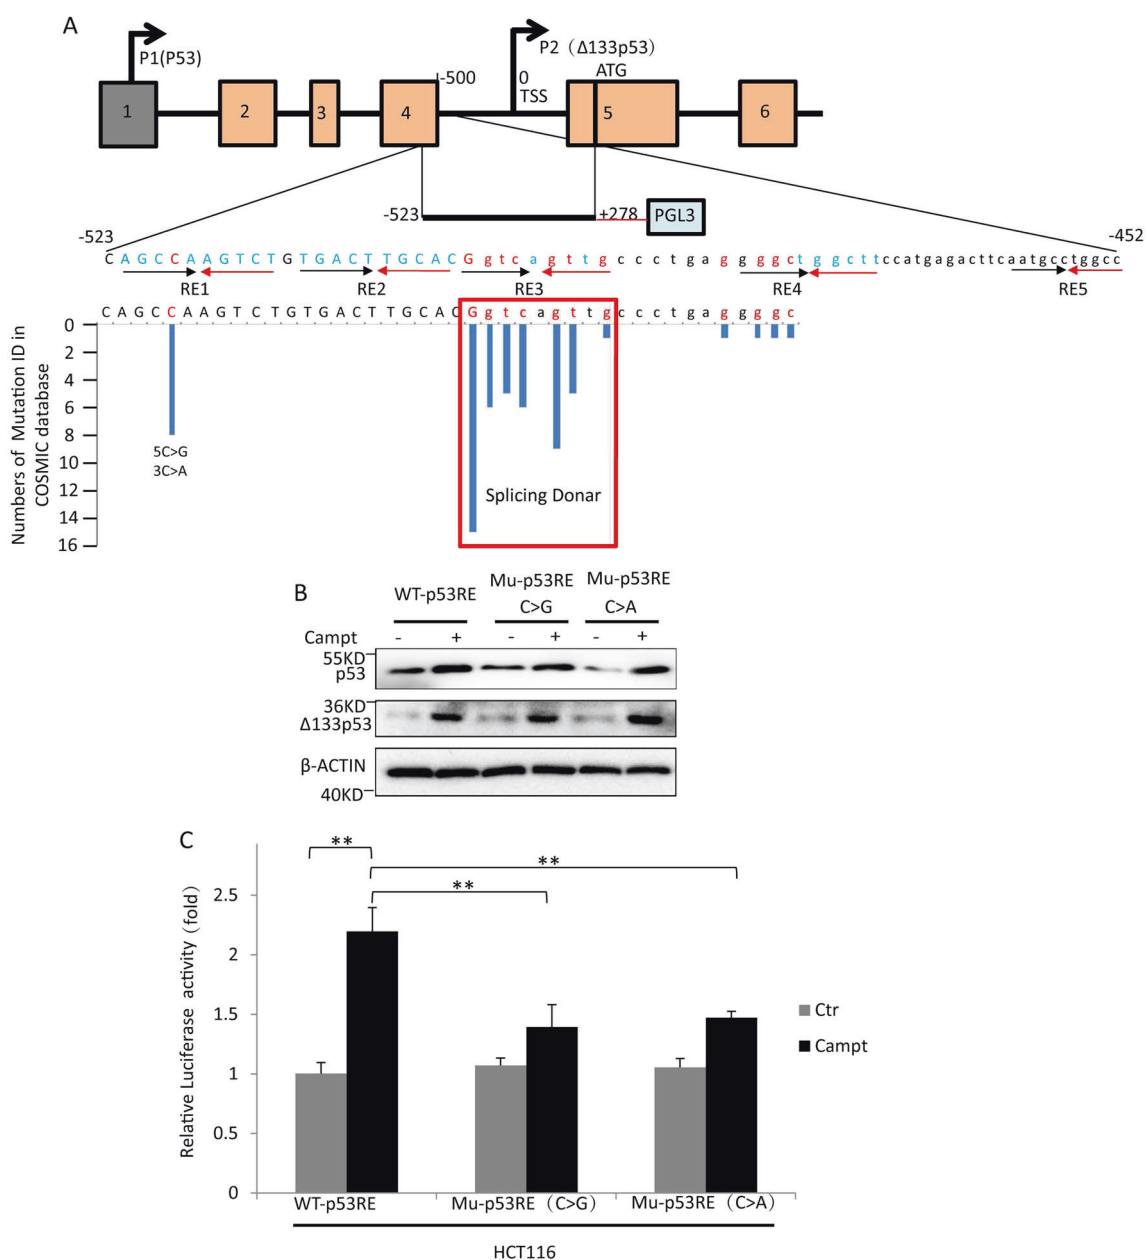 A
P1(P53)
P2 (Δ133p53)
-500
0
TSS
ATG
1
2
3
4
5
6
-523
+278
PGL3
-523
-452
C A G C C A A G T C T G T G A C T T G C A C G g t c a g t t g c c c t g a g g g g c t g g c t t c c a t g a g a c t t c a a t g c c t g g c c
RE1
RE2
RE3
RE4
RE5
C A G C C A A G T C T G T G A C T T G C A C G g t c a g t t g c c c t g a g g g g c
0
2
4
6
8
10
12
14
16
Numbers of Mutation ID in
COSMIC database
5C>G
3C>A
Splicing Donar
B
WT-p53RE
Mu-p53RE
C>G
Mu-p53RE
C>A
Campt - + - + - +
55KD
p53
36KD
Δ133p53
β-ACTIN
40KD
C
** 
**
**
Relative Luciferase activity (fold)
2.5
2
1.5
1
0.5
0
Ctr
Campt
WT-p53RE
Mu-p53RE (C>G)
Mu-p53RE (C>A)
HCT116